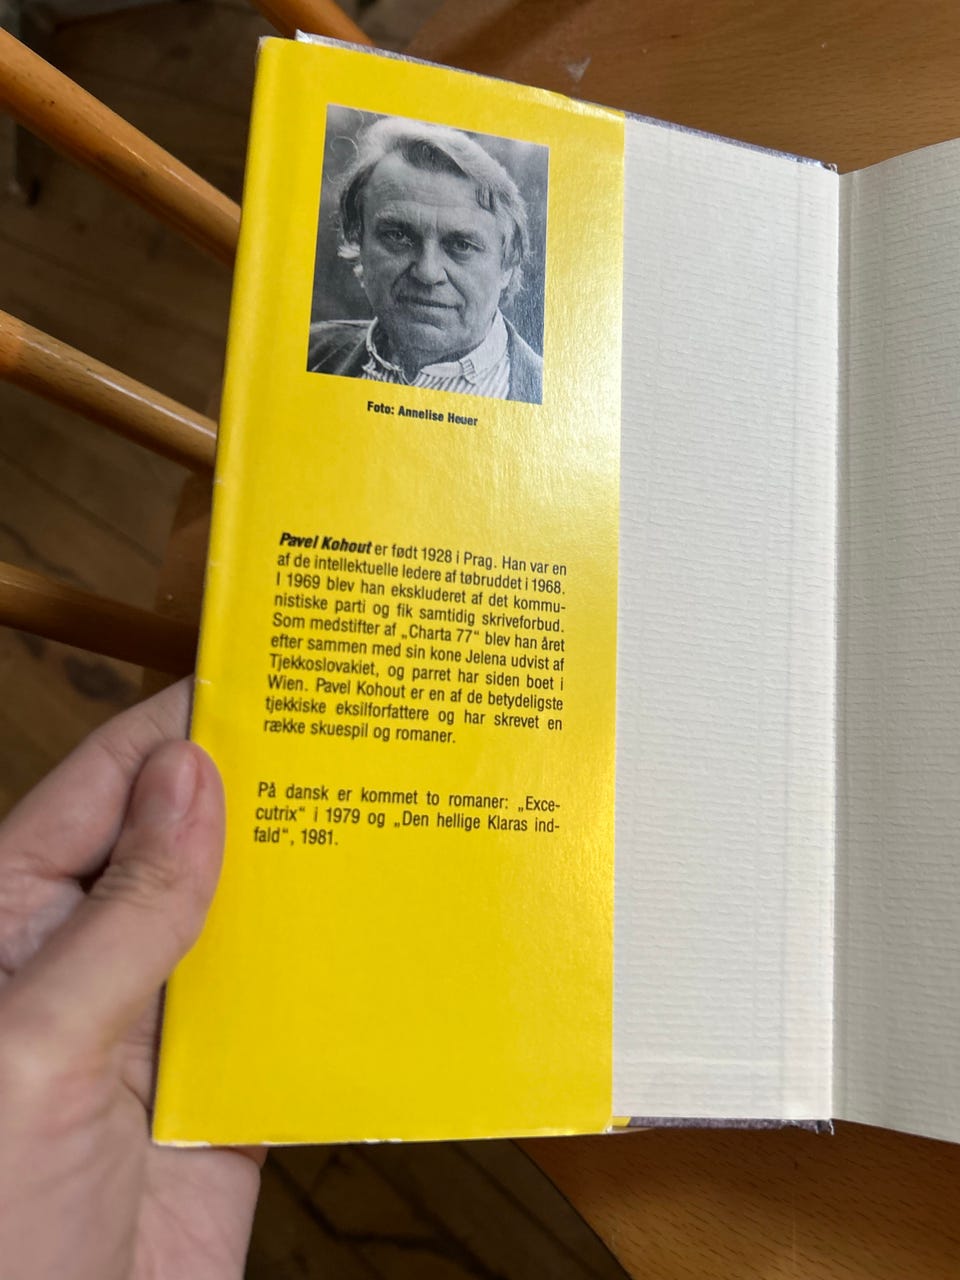 Foto: Annelise Heuer
Pavel Kohout er født 1928 i Prag. Han var en
af de intellektuelle ledere af tøbruddet i 1968.
I 1969 blev han ekskluderet af det kommu-
nistiske parti og fik samtidig skriveforbud.
Som medstifter af „Charta 77“ blev han året
efter sammen med sin kone Jelena udvist af
Tjekkoslovakiet, og parret har siden boet i
Wien. Pavel Kohout er en af de betydeligste
tjekkiske eksilforfattere og har skrevet en
række skuespil og romaner.
På dansk er kommet to romaner: „Exce-
cutrix“ i 1979 og „Den hellige Klaras ind-
fald“, 1981.